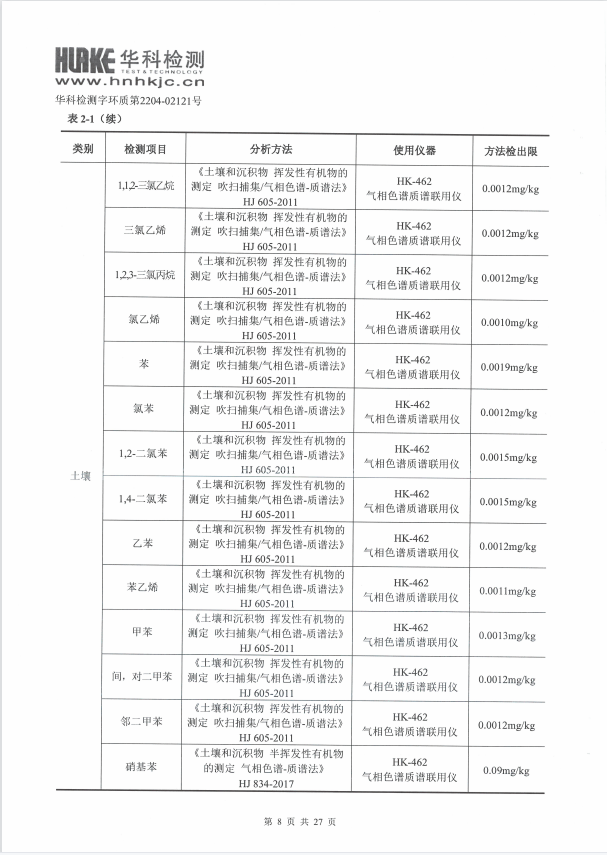 HUAKE 华科检测
TEST & TECHNOLOGY
www.hnhkjc.cn
华科检测字环质第2204-02121号
表 2-1（续）
类别 检测项目 分析方法 使用仪器 方法检出限
土壤
1,1,2-三氯乙烷 《土壤和沉积物 挥发性有机物的 HK-462 0.0012mg/kg
测定 吹扫捕集/气相色谱-质谱法》 气相色谱质谱联用仪
HJ 605-2011
三氯乙烯 《土壤和沉积物 挥发性有机物的 HK-462 0.0012mg/kg
测定 吹扫捕集/气相色谱-质谱法》 气相色谱质谱联用仪
HJ 605-2011
1,2,3-三氯丙烷 《土壤和沉积物 挥发性有机物的 HK-462 0.0012mg/kg
测定 吹扫捕集/气相色谱-质谱法》 气相色谱质谱联用仪
HJ 605-2011
氯乙烯 《土壤和沉积物 挥发性有机物的 HK-462 0.0010mg/kg
测定 吹扫捕集/气相色谱-质谱法》 气相色谱质谱联用仪
HJ 605-2011
苯 《土壤和沉积物 挥发性有机物的 HK-462 0.0019mg/kg
测定 吹扫捕集/气相色谱-质谱法》 气相色谱质谱联用仪
HJ 605-2011
氯苯 《土壤和沉积物 挥发性有机物的 HK-462 0.0012mg/kg
测定 吹扫捕集/气相色谱-质谱法》 气相色谱质谱联用仪
HJ 605-2011
1,2-二氯苯 《土壤和沉积物 挥发性有机物的 HK-462 0.0015mg/kg
测定 吹扫捕集/气相色谱-质谱法》 气相色谱质谱联用仪
HJ 605-2011
1,4-二氯苯 《土壤和沉积物 挥发性有机物的 HK-462 0.0015mg/kg
测定 吹扫捕集/气相色谱-质谱法》 气相色谱质谱联用仪
HJ 605-2011
乙苯 《土壤和沉积物 挥发性有机物的 HK-462 0.0012mg/kg
测定 吹扫捕集/气相色谱-质谱法》 气相色谱质谱联用仪
HJ 605-2011
苯乙烯 《土壤和沉积物 挥发性有机物的 HK-462 0.0011mg/kg
测定 吹扫捕集/气相色谱-质谱法》 气相色谱质谱联用仪
HJ 605-2011
甲苯 《土壤和沉积物 挥发性有机物的 HK-462 0.0013mg/kg
测定 吹扫捕集/气相色谱-质谱法》 气相色谱质谱联用仪
HJ 605-2011
间，对二甲苯 《土壤和沉积物 挥发性有机物的 HK-462 0.0012mg/kg
测定 吹扫捕集/气相色谱-质谱法》 气相色谱质谱联用仪
HJ 605-2011
邻二甲苯 《土壤和沉积物 挥发性有机物的 HK-462 0.0012mg/kg
测定 吹扫捕集/气相色谱-质谱法》 气相色谱质谱联用仪
HJ 605-2011
硝基苯 《土壤和沉积物 半挥发性有机物 HK-462 0.09mg/kg
的测定 气相色谱-质谱法》 气相色谱质谱联用仪
HJ 834-2017
第 8 页 共 27 页